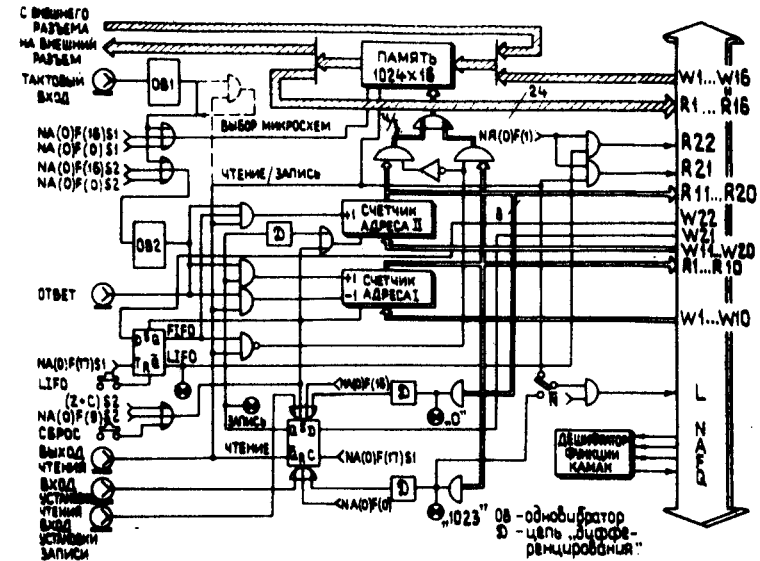 С ВНЕШНЕГО
РАЗЪЕМА
НА ВНЕШНИЙ
РАЗЪЕМ
ТАКТОВЫЙ
ВХОД
ОВ1
ПАМЯТЬ
1024×16
W1...W16
R1...R16
24
ВЫБОР МИКРОСХЕМ
NA(0)F(16)S1
NA(0)F(0)S1
NA(0)F(16)S2
NA(0)F(0)S2
NA(0)F(1)
R22
R21
ЧТЕНИЕ/ЗАПИСЬ
R11...R20
8
+1 СЧЕТЧИК
АДРЕСА II
W22
W21
W11...W20
R1...R10
ОВ2
Д
+1 СЧЕТЧИК
-1 АДРЕСА I
ОТВЕТ
W1...W10
D S Q
T R Q̄
FIFO
LIFO
NA(0)F(17)S1
LIFO
(Z+C)S2
NA(0)F(9)S2
СБРОС
ЗАПИСЬ
ЧТЕНИЕ
NA(0)F(16)
Д
"0"
N
L
Q S D
R C
NA(0)F(17)S1
ДЕШИФРАТОР
ФУНКЦИИ
КАМАК
N
A
F
Q
ВЫХОД
ЧТЕНИЯ
ВХОД
УСТАНОВКИ
ЧТЕНИЯ
ВХОД
УСТАНОВКИ
ЗАПИСИ
NA(0)F(0)
Д
"1023"
ОВ - одновибратор
Д - цепь "диффе-
ренцирования"